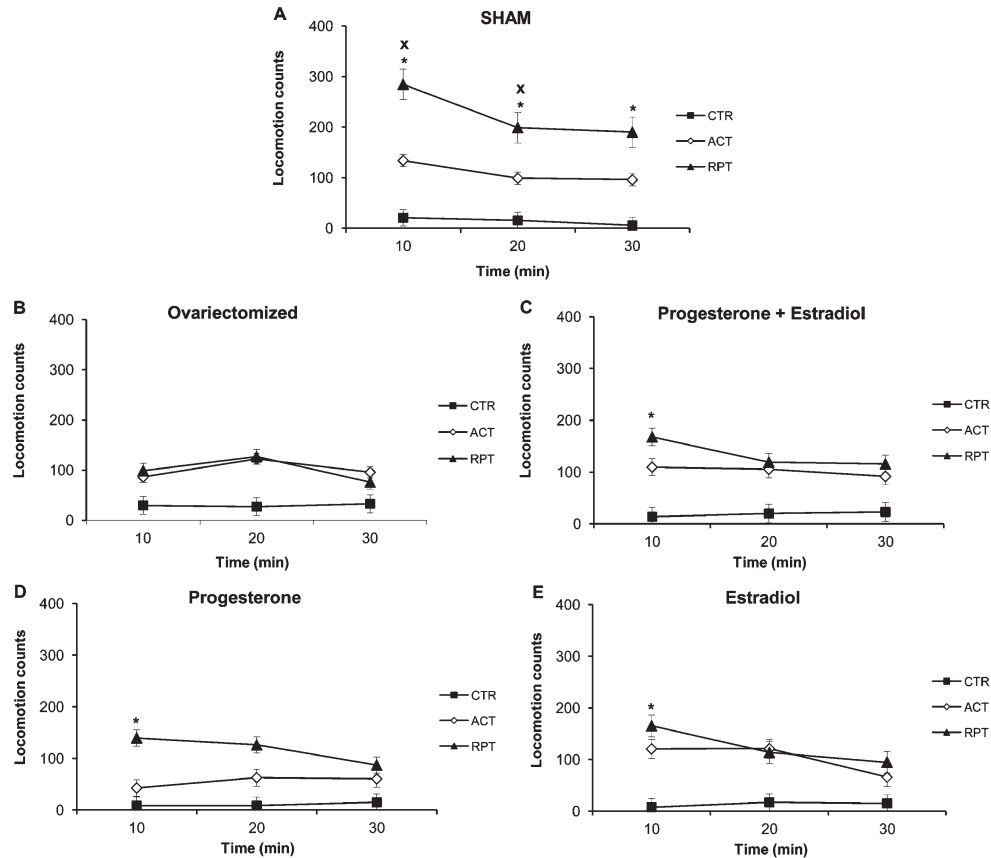 A
SHAM
400
300
200
100
0
Locomotion counts
x
*
x
*
*
CTR
ACT
RPT
10 20 30
Time (min)
B
Ovariectomized
400
300
200
100
0
Locomotion counts
CTR
ACT
RPT
10 20 30
Time (min)
C
Progesterone + Estradiol
400
300
200
100
0
Locomotion counts
*
CTR
ACT
RPT
10 20 30
Time (min)
D
Progesterone
400
300
200
100
0
Locomotion counts
*
CTR
ACT
RPT
10 20 30
Time (min)
E
Estradiol
400
300
200
100
0
Locomotion counts
*
CTR
ACT
RPT
10 20 30
Time (min)